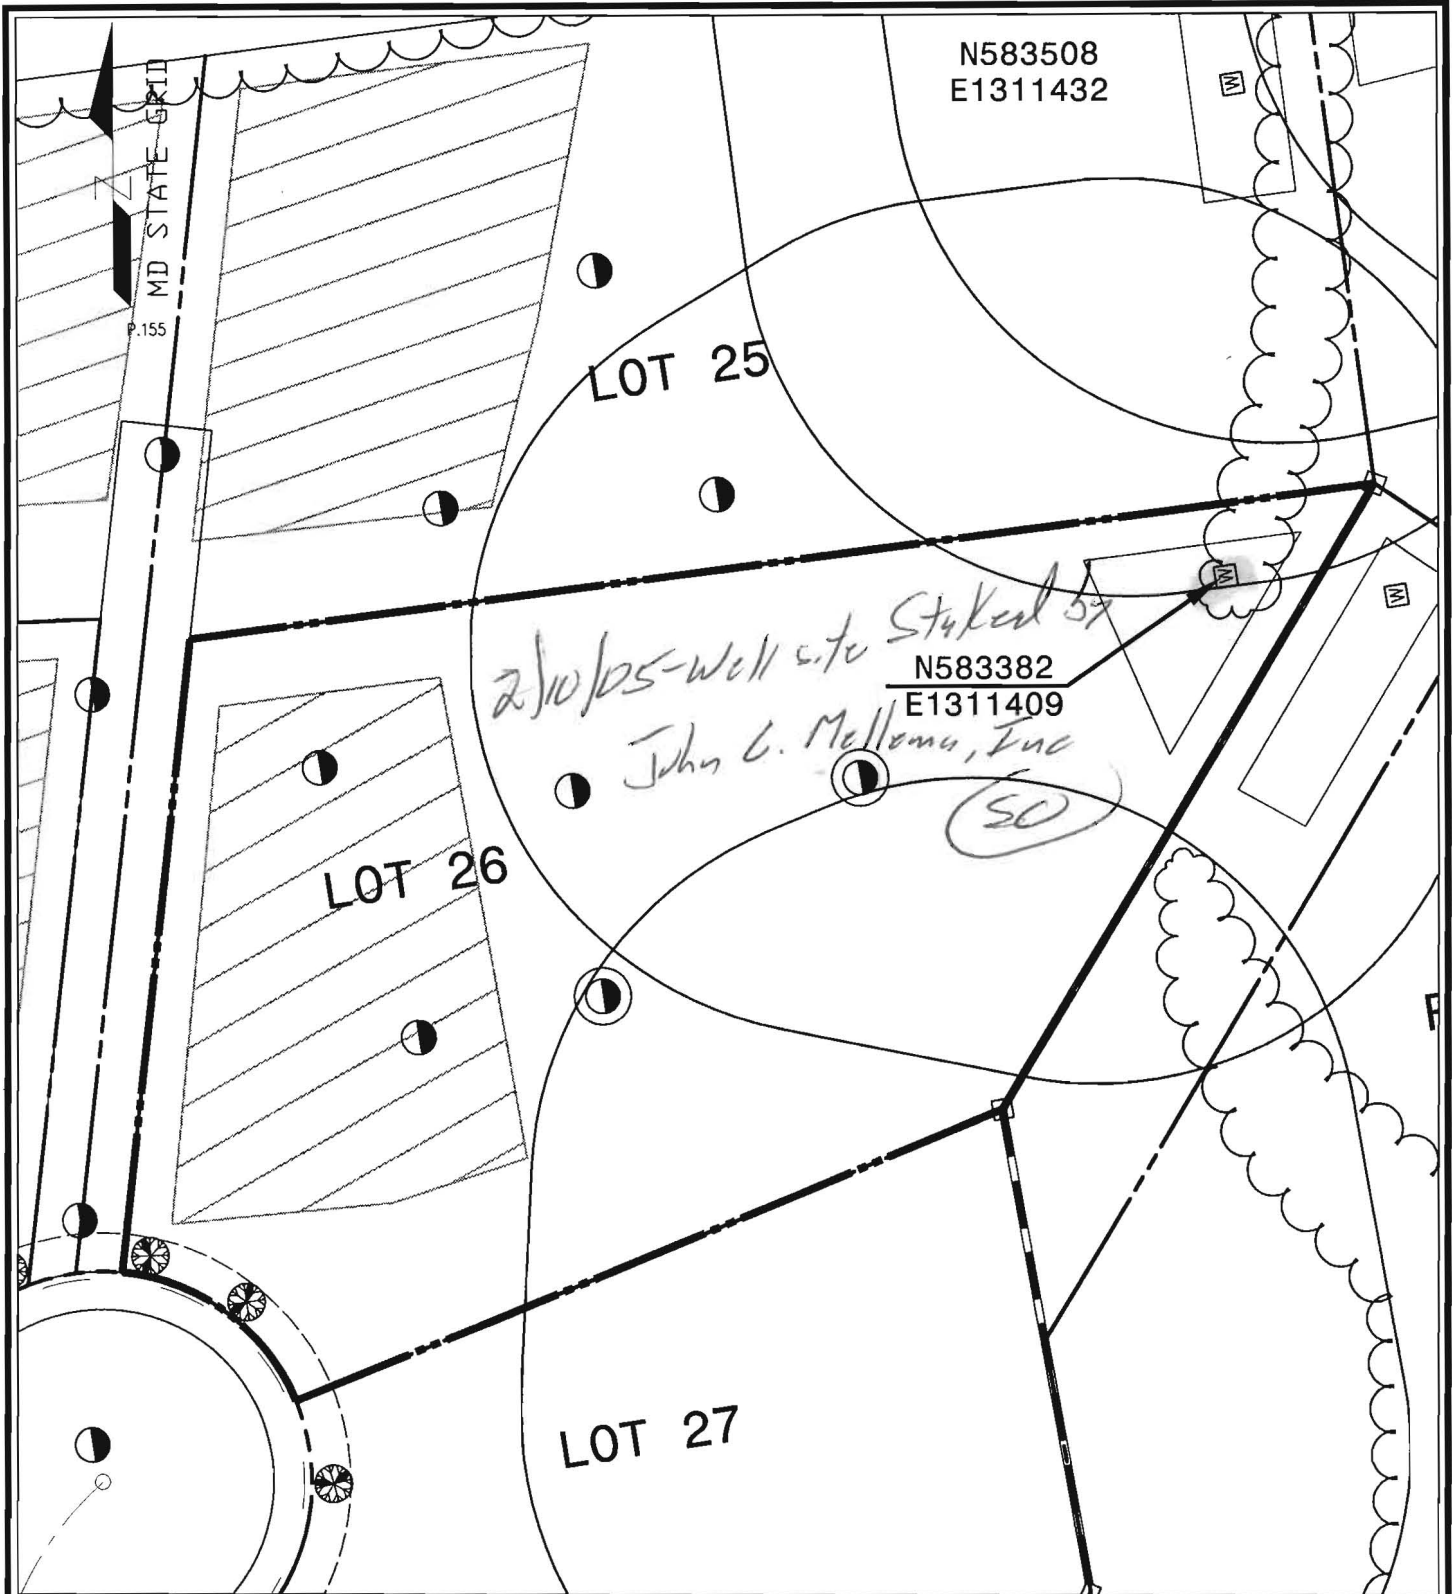 N583508
E1311432
W
MD STATE GRID
N
P.155
LOT 25
W
W
2/10/05-Well site Staked by
N583382
E1311409
John C. Mellema, Inc
SO
LOT 26
LOT 27